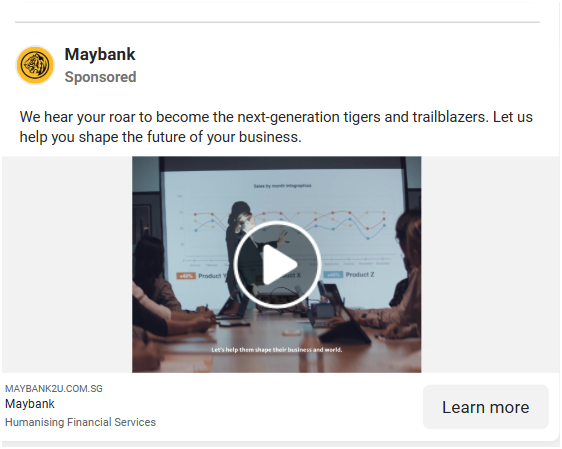 Maybank
Sponsored
We hear your roar to become the next-generation tigers and trailblazers. Let us
help you shape the future of your business.
Sales by month infographics
+40% Product Y Product X +40% Product Z
Let's help them shape their business and world.
MAYBANK2U.COM.SG
Maybank
Humanising Financial Services
Learn more